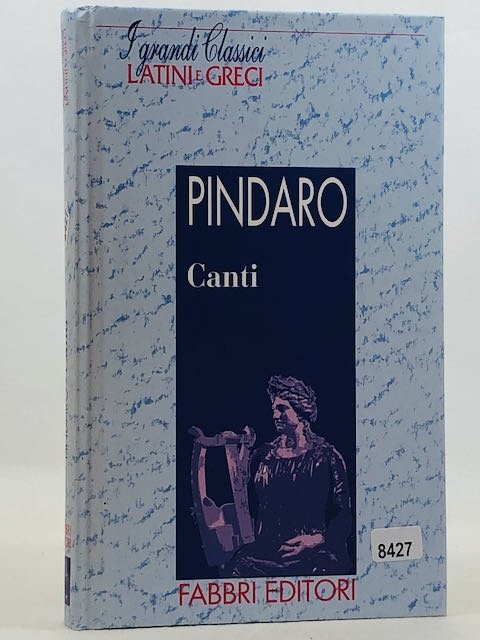 I grandi Classici
LATINI E GRECI
PINDARO
Canti
8427
FABBRI EDITORI